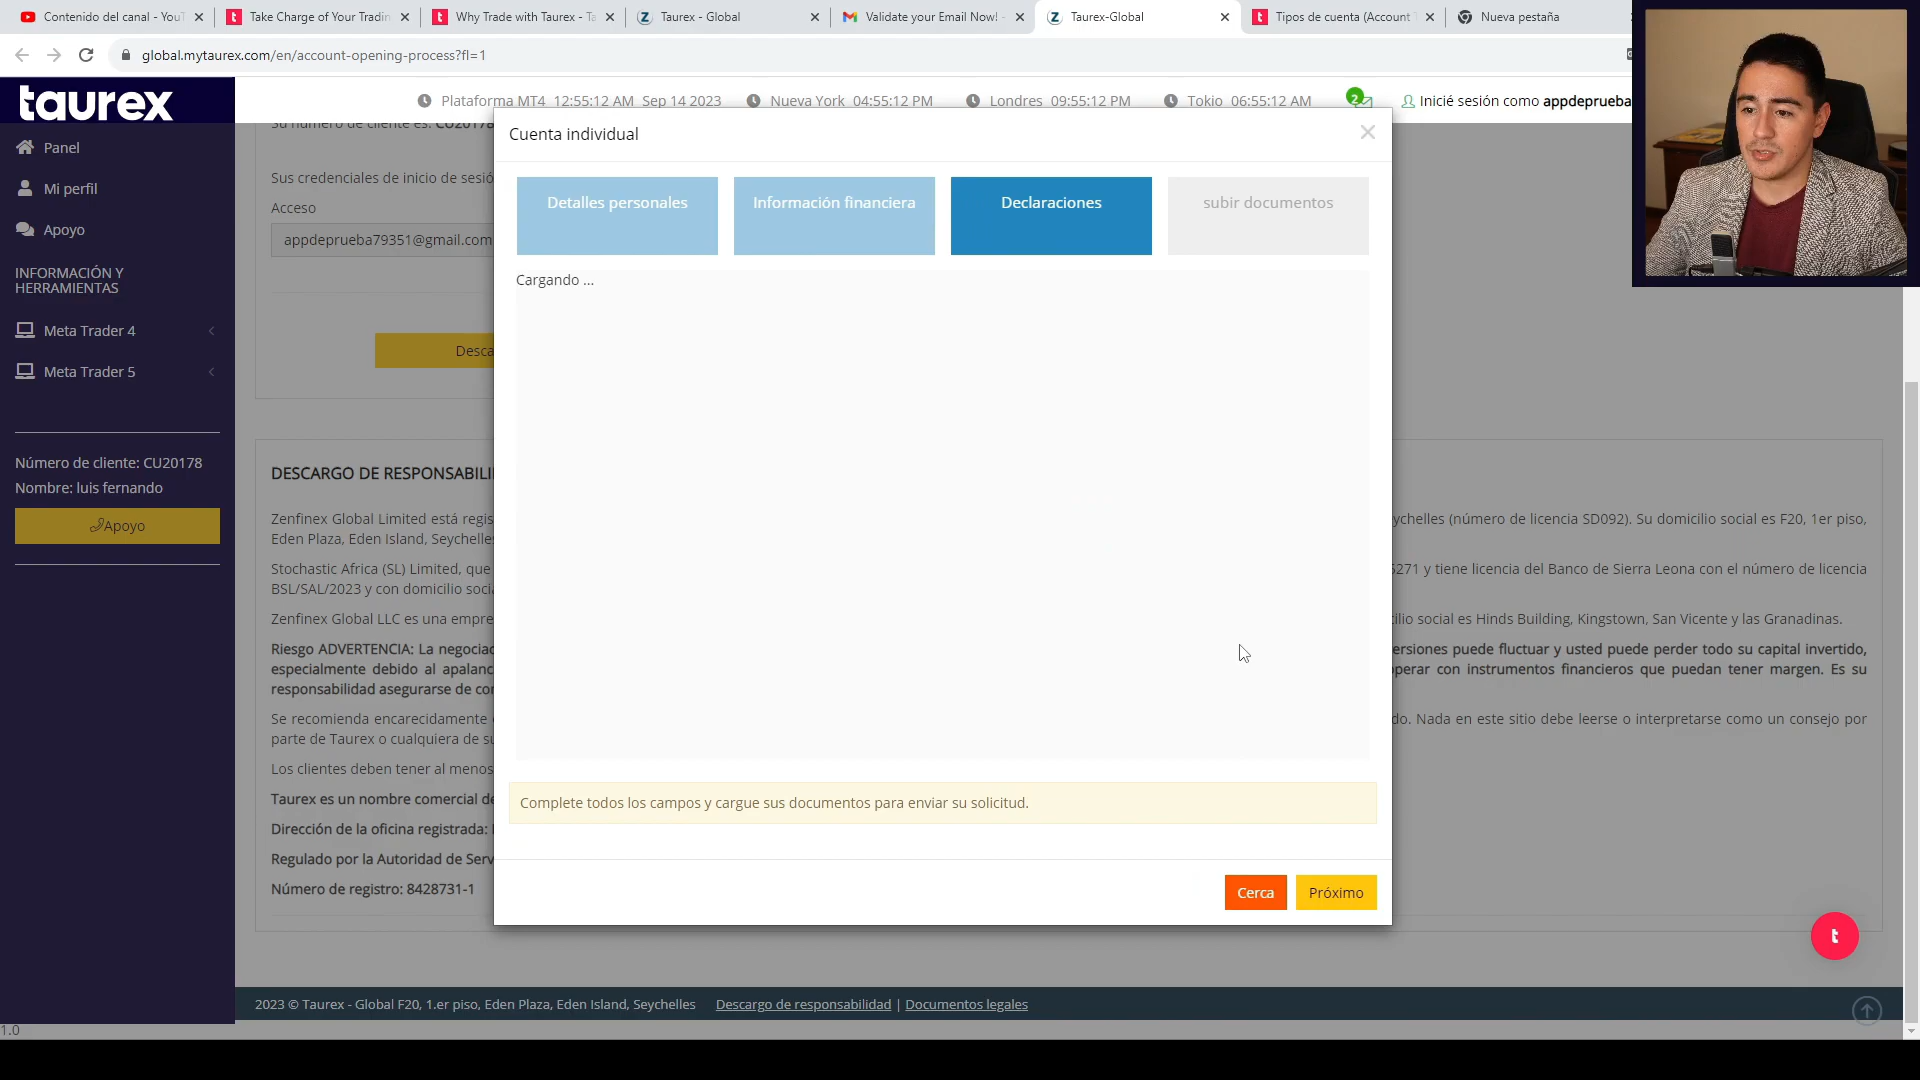 Contenido del canal - YouT
Take Charge of Your Tradin
Why Trade with Taurex - Ta
Taurex - Global
Validate your Email Now! -
Taurex-Global
Tipos de cuenta (Account T
Nueva pestaña
global.mytaurex.com/en/account-opening-process?fl=1
taurex
Plataforma MT4 12:55:12 AM Sep 14 2023
Nueva York 04:55:12 PM
Londres 09:55:12 PM
Tokio 06:55:12 AM
2
Inicié sesión como appdeprueba
Panel
Mi perfil
Apoyo
INFORMACIÓN Y
HERRAMIENTAS
Meta Trader 4
Meta Trader 5
Número de cliente: CU20178
Nombre: luis fernando
Apoyo
Su número de cliente es: CU20178
Sus credenciales de inicio de sesió
Acceso
appdeprueba79351@gmail.com
Desca
Cuenta individual
Detalles personales
Información financiera
Declaraciones
subir documentos
Cargando ...
Complete todos los campos y cargue sus documentos para enviar su solicitud.
Cerca
Próximo
DESCARGO DE RESPONSABILI
Zenfinex Global Limited está regis
ychelles (número de licencia SD092). Su domicilio social es F20, 1er piso,
Eden Plaza, Eden Island, Seychelles
Stochastic Africa (SL) Limited, que
5271 y tiene licencia del Banco de Sierra Leona con el número de licencia
BSL/SAL/2023 y con domicilio soci
Zenfinex Global LLC es una empre
ilio social es Hinds Building, Kingstown, San Vicente y las Granadinas.
Riesgo ADVERTENCIA: La negociac
ersiones puede fluctuar y usted puede perder todo su capital invertido,
especialmente debido al apalanc
perar con instrumentos financieros que puedan tener margen. Es su
responsabilidad asegurarse de con
Se recomienda encarecidamente
do. Nada en este sitio debe leerse o interpretarse como un consejo por
parte de Taurex o cualquiera de su
Los clientes deben tener al menos
Taurex es un nombre comercial de
Dirección de la oficina registrada:
Regulado por la Autoridad de Serv
Número de registro: 8428731-1
t
2023 © Taurex - Global F20, 1.er piso, Eden Plaza, Eden Island, Seychelles
Descargo de responsabilidad | Documentos legales
1.0